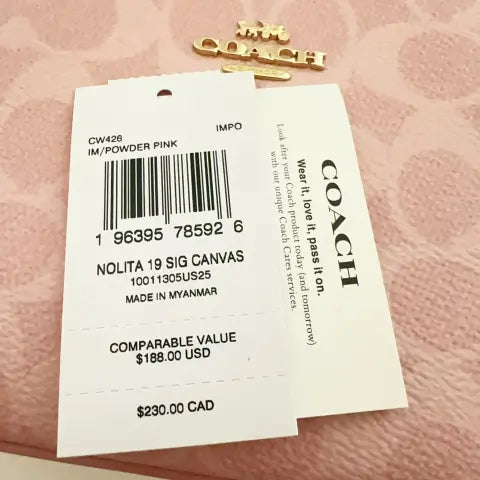 COACH
CW426 IMPO
IM/POWDER PINK
1 96395 78592 6
NOLITA 19 SIG CANVAS
10011305US25
MADE IN MYANMAR
COMPARABLE VALUE
$188.00 USD
$230.00 CAD
COACH
Wear it, love it, pass it on.
Look after your Coach product today (and tomorrow)
with our unique Coach Cares services.